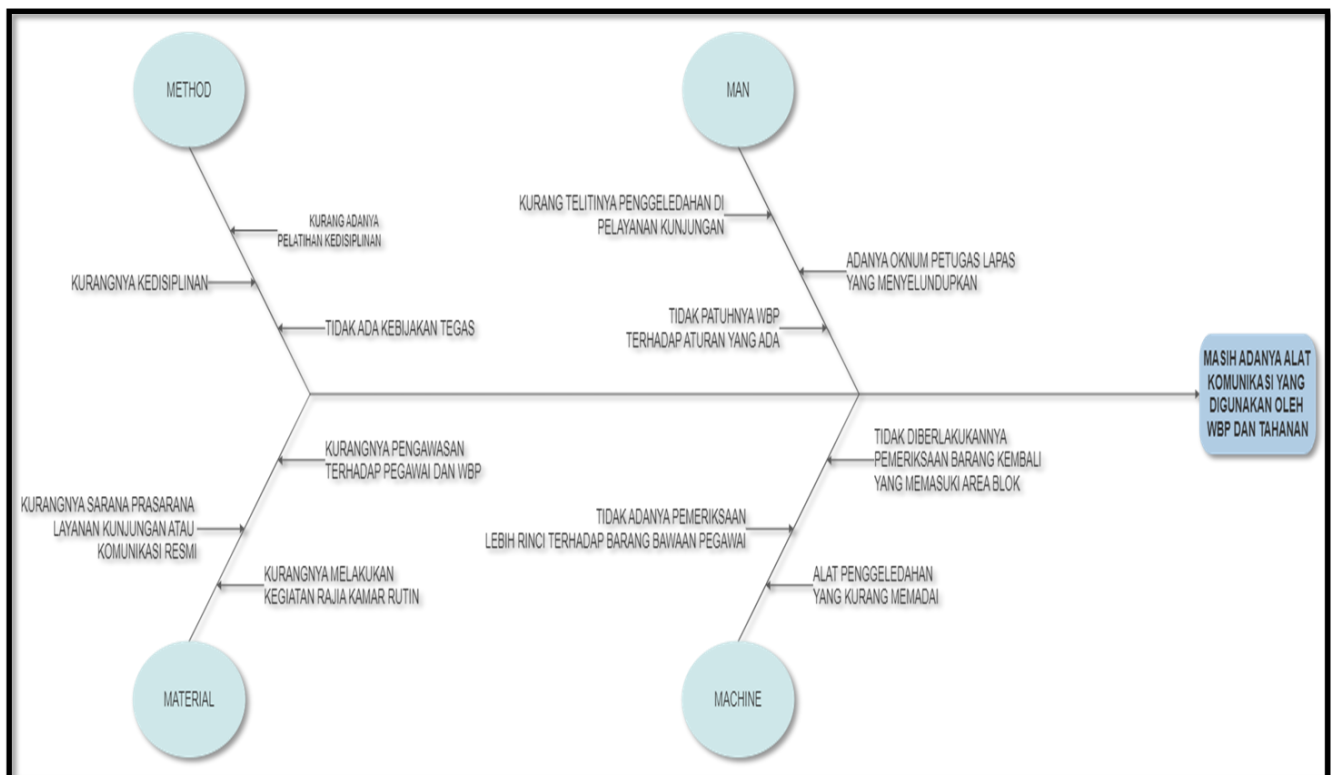 METHOD
KURANG ADANYA
PELATIHAN KEDISIPLINAN
KURANGNYA KEDISIPLINAN
TIDAK ADA KEBIJAKAN TEGAS
MAN
KURANG TELITINYA PENGGELEDAHAN DI
PELAYANAN KUNJUNGAN
ADANYA OKNUM PETUGAS LAPAS
YANG MENYELUNDUPKAN
TIDAK PATUHNYA WBP
TERHADAP ATURAN YANG ADA
MASIH ADANYA ALAT
KOMUNIKASI YANG
DIGUNAKAN OLEH
WBP DAN TAHANAN
KURANGNYA PENGAWASAN
TERHADAP PEGAWAI DAN WBP
KURANGNYA SARANA PRASARANA
LAYANAN KUNJUNGAN ATAU
KOMUNIKASI RESMI
KURANGNYA MELAKUKAN
KEGIATAN RAJIA KAMAR RUTIN
MATERIAL
TIDAK DIBERLAKUKANNYA
PEMERIKSAAN BARANG KEMBALI
YANG MEMASUKI AREA BLOK
TIDAK ADANYA PEMERIKSAAN
LEBIH RINCI TERHADAP BARANG BAWAAN PEGAWAI
ALAT PENGGELEDAHAN
YANG KURANG MEMADAI
MACHINE